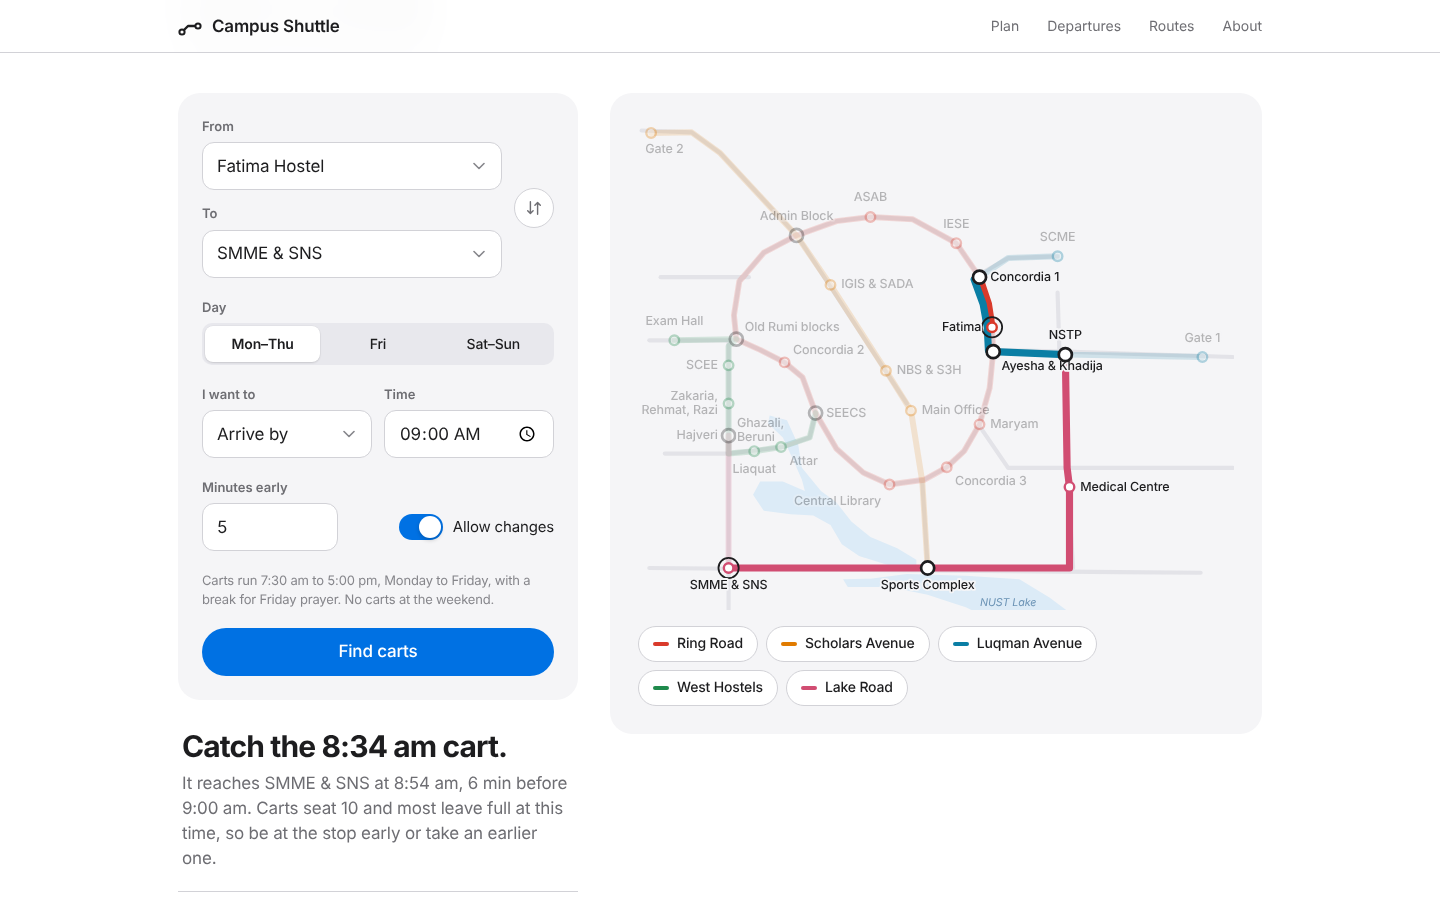 Campus Shuttle
Plan
Departures
Routes
About
From
Fatima Hostel
To
SMME & SNS
Day
Mon–Thu
Fri
Sat–Sun
I want to
Time
Arrive by
09:00 AM
Minutes early
5
Allow changes
Carts run 7:30 am to 5:00 pm, Monday to Friday, with a
break for Friday prayer. No carts at the weekend.
Find carts
Catch the 8:34 am cart.
It reaches SMME & SNS at 8:54 am, 6 min before
9:00 am. Carts seat 10 and most leave full at this
time, so be at the stop early or take an earlier
one.
Gate 2
ASAB
Admin Block
IESE
SCME
Concordia 1
IGIS & SADA
Exam Hall
Old Rumi blocks
Fatima
NSTP
Gate 1
Concordia 2
SCEE
NBS & S3H
Ayesha & Khadija
Zakaria,
Rehmat, Razi
SEECS
Main Office
Ghazali,
Beruni
Hajveri
Maryam
Liaquat
Attar
Concordia 3
Medical Centre
Central Library
SMME & SNS
Sports Complex
NUST Lake
Ring Road
Scholars Avenue
Luqman Avenue
West Hostels
Lake Road